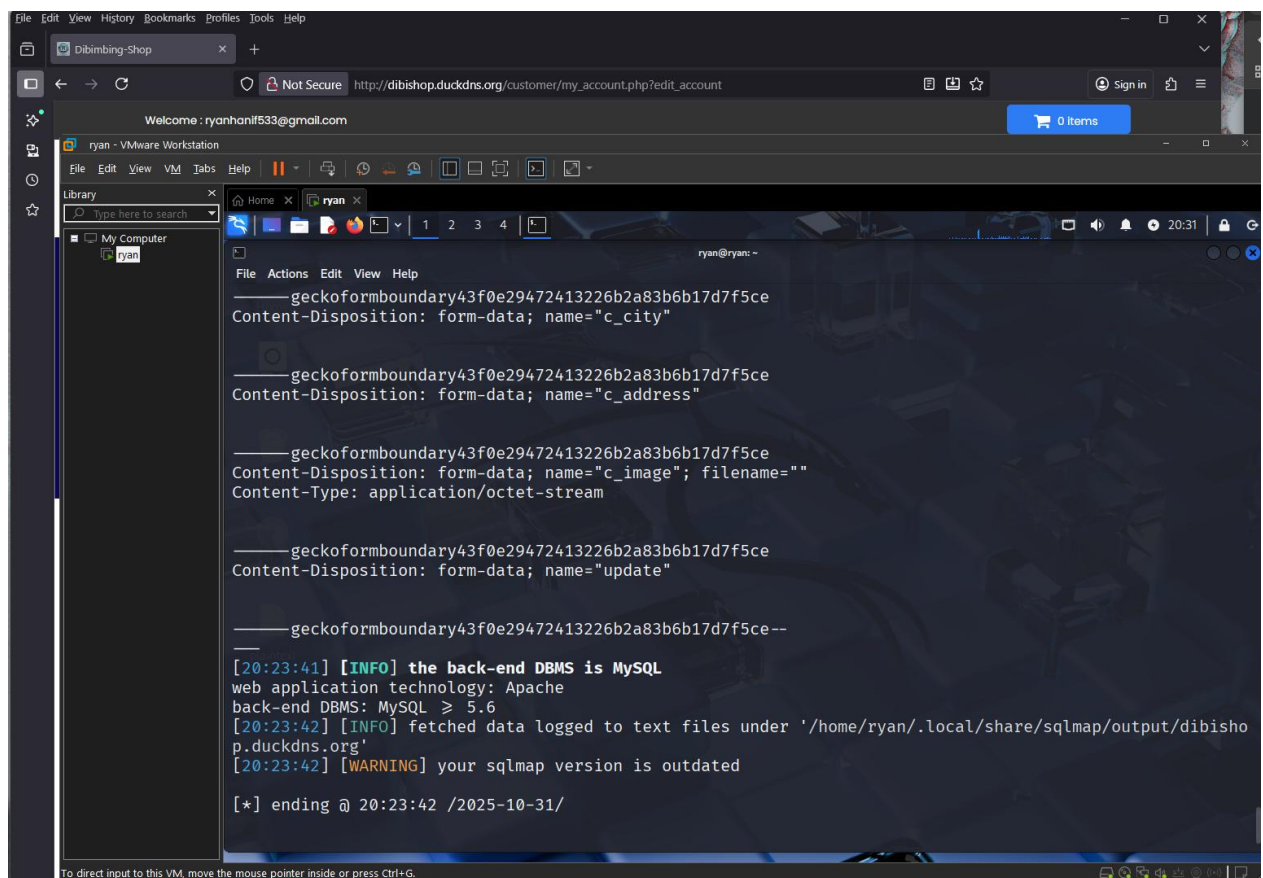 File Edit View History Bookmarks Profiles Tools Help
Dibimbing-Shop
Not Secure http://dibishop.duckdns.org/customer/my_account.php?edit_account
Sign in
Welcome : ryanhanif533@gmail.com
0 items
ryan - VMware Workstation
File Edit View VM Tabs Help
Library
Home
ryan
Type here to search
1 2 3 4
20:31
My Computer
ryan
ryan@ryan: ~
File Actions Edit View Help
------geckoformboundary43f0e29472413226b2a83b6b17d7f5ce
Content-Disposition: form-data; name="c_city"
------geckoformboundary43f0e29472413226b2a83b6b17d7f5ce
Content-Disposition: form-data; name="c_address"
------geckoformboundary43f0e29472413226b2a83b6b17d7f5ce
Content-Disposition: form-data; name="c_image"; filename=""
Content-Type: application/octet-stream
------geckoformboundary43f0e29472413226b2a83b6b17d7f5ce
Content-Disposition: form-data; name="update"
------geckoformboundary43f0e29472413226b2a83b6b17d7f5ce--
---
[20:23:41] [INFO] the back-end DBMS is MySQL
web application technology: Apache
back-end DBMS: MySQL ≥ 5.6
[20:23:42] [INFO] fetched data logged to text files under '/home/ryan/.local/share/sqlmap/output/dibisho
p.duckdns.org'
[20:23:42] [WARNING] your sqlmap version is outdated
[*] ending @ 20:23:42 /2025-10-31/
To direct input to this VM, move the mouse pointer inside or press Ctrl+G.